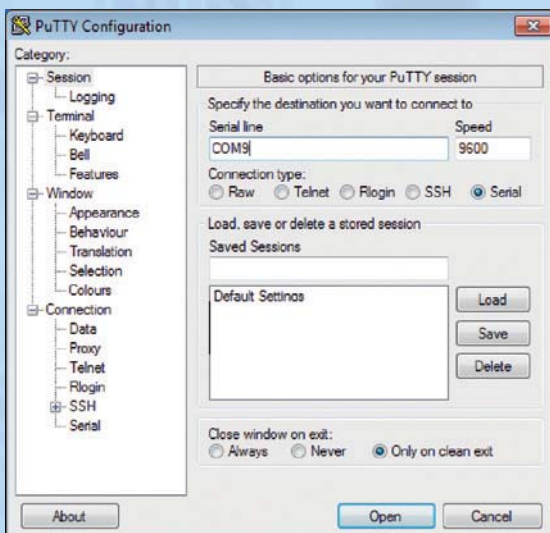 PuTTY Configuration
Category:
Session
Logging
Terminal
Keyboard
Bell
Features
Window
Appearance
Behaviour
Translation
Selection
Colours
Connection
Data
Proxy
Telnet
Rlogin
SSH
Serial
Basic options for your PuTTY session
Specify the destination you want to connect to
Serial line Speed
COM9 9600
Connection type:
Raw Telnet Rlogin SSH Serial
Load, save or delete a stored session
Saved Sessions
Default Settings
Load
Save
Delete
Close window on exit:
Always Never Only on clean exit
About Open Cancel